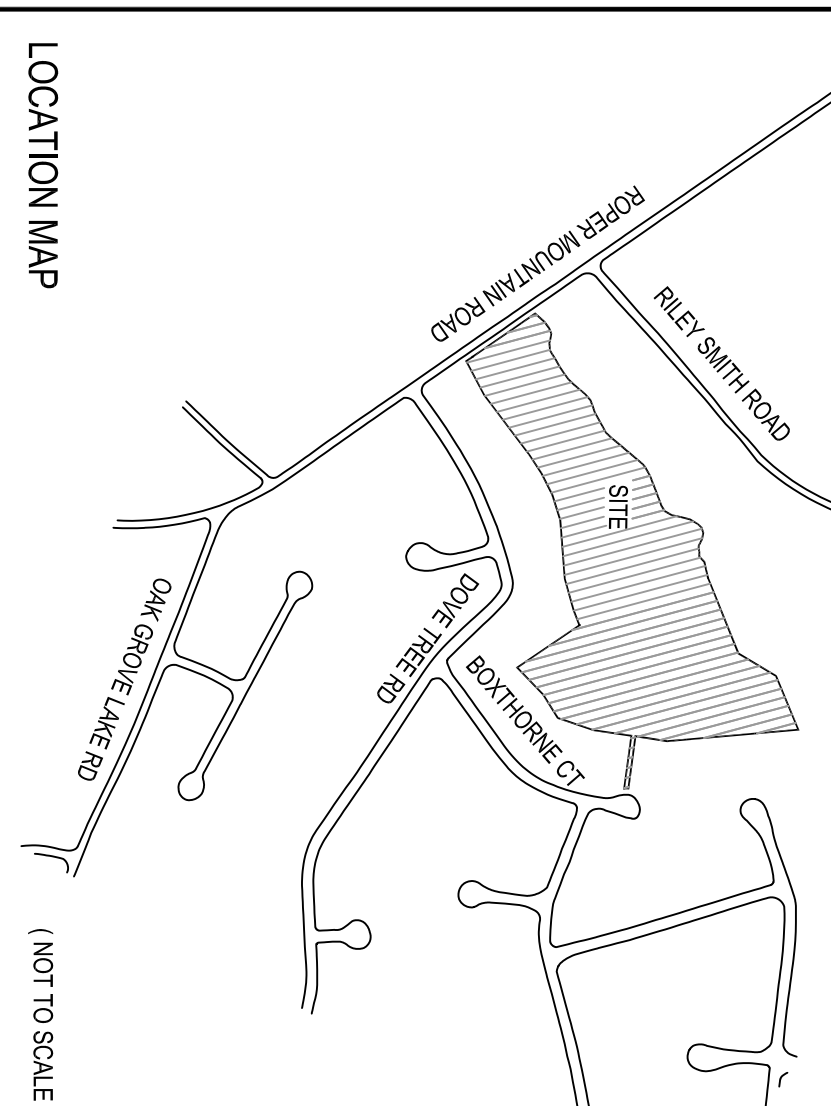 LOCATION MAP
( NOT TO SCALE
ROPER MOUNTAIN ROAD
RILEY SMITH ROAD
SITE
DOVE TREE RD
BOXTHORNE CT
OAK GROVE LAKE RD